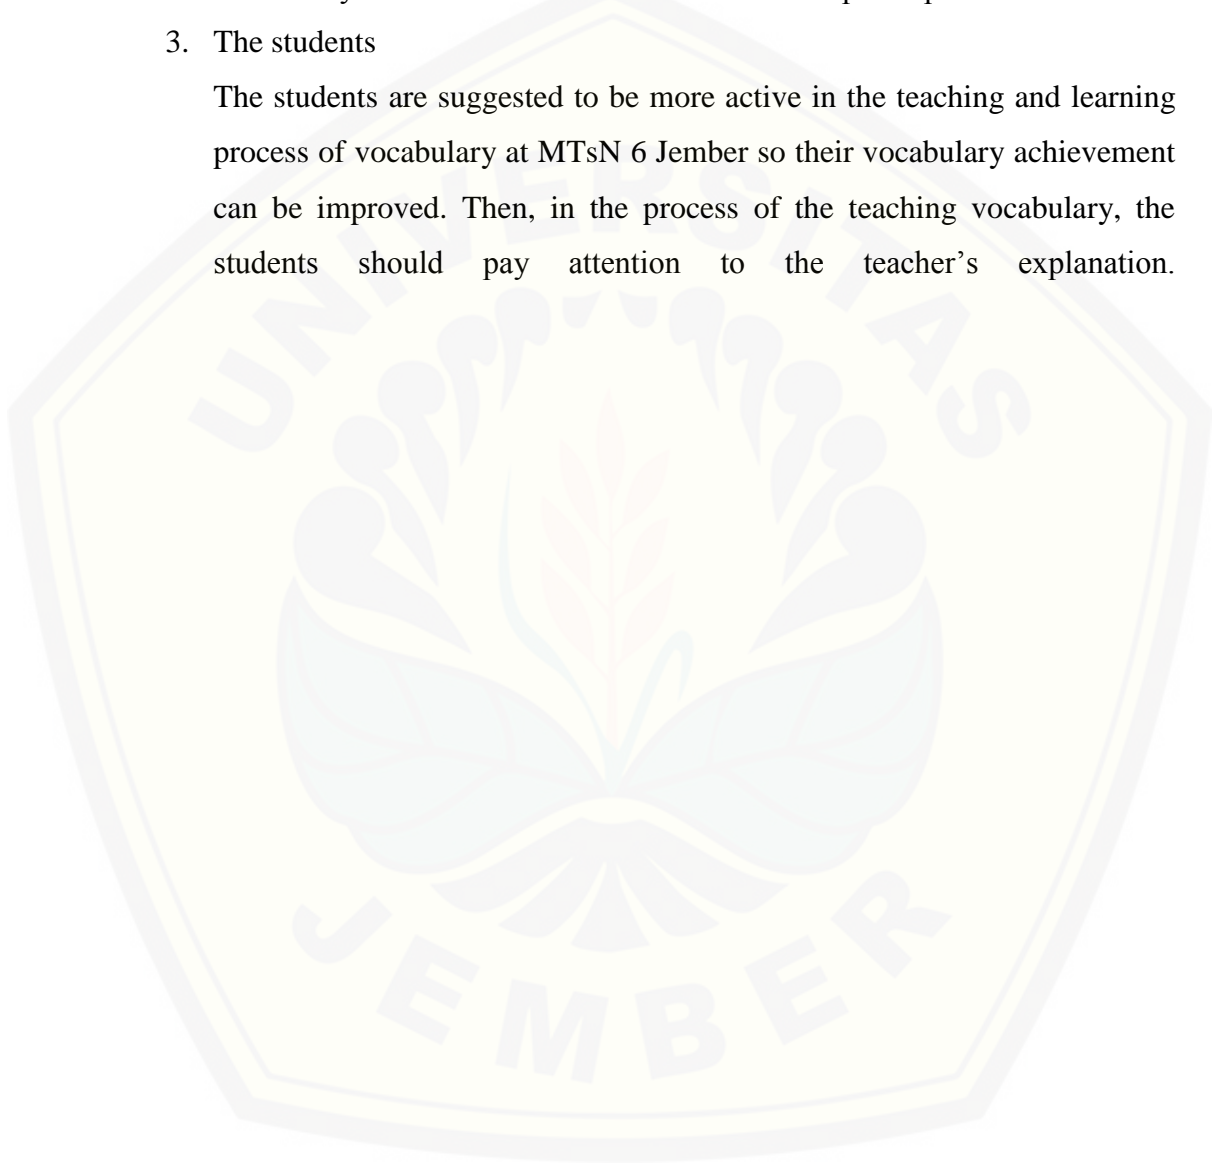 3. The students
The students are suggested to be more active in the teaching and learning
process of vocabulary at MTsN 6 Jember so their vocabulary achievement
can be improved. Then, in the process of the teaching vocabulary, the
students should pay attention to the teacher’s explanation.
UNIVERSITAS
JEMBER